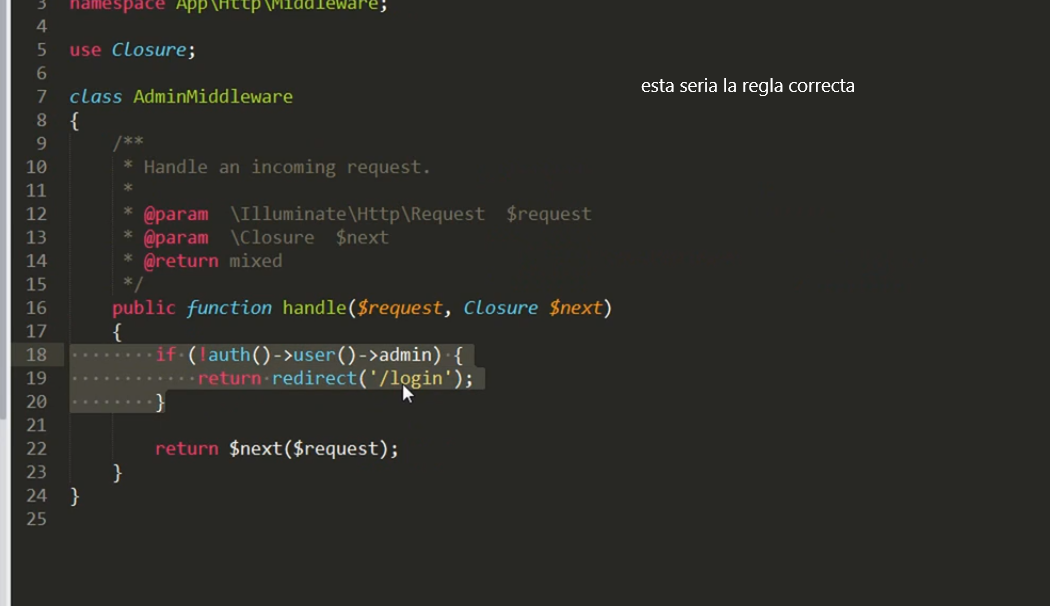 3 namespace App\Http\Middleware;
4
5 use Closure;
6
7 class AdminMiddleware
8 {
9 /**
10 * Handle an incoming request.
11 *
12 * @param \Illuminate\Http\Request $request
13 * @param \Closure $next
14 * @return mixed
15 */
16 public function handle($request, Closure $next)
17 {
18 if (!auth()->user()->admin) {
19 return redirect('/login');
20 }
21
22 return $next($request);
23 }
24 }
25
esta seria la regla correcta